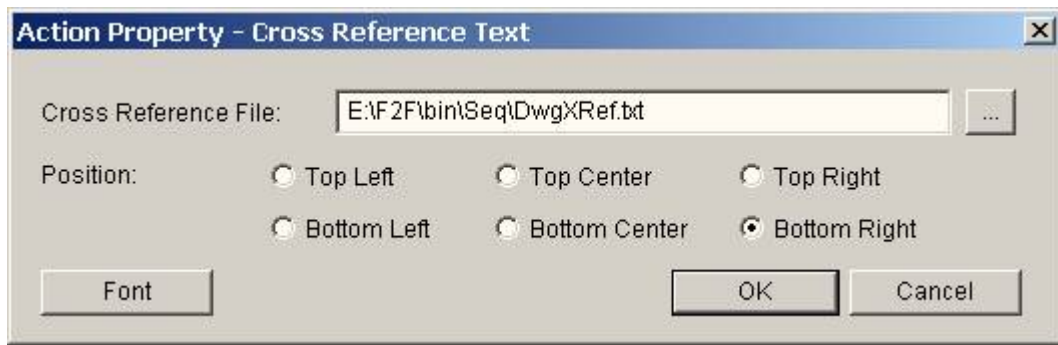 Action Property - Cross Reference Text
Cross Reference File: E:\F2F\bin\Seq\DwgXRef.txt ...
Position: Top Left Top Center Top Right
Bottom Left Bottom Center Bottom Right
Font OK Cancel